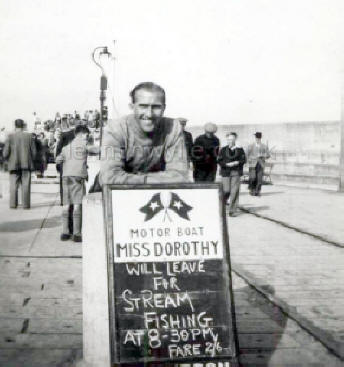 MOTOR BOAT
MISS DOROTHY
WILL LEAVE
FOR
STREAM
FISHING
AT 8-30PM,
FARE 2/6-